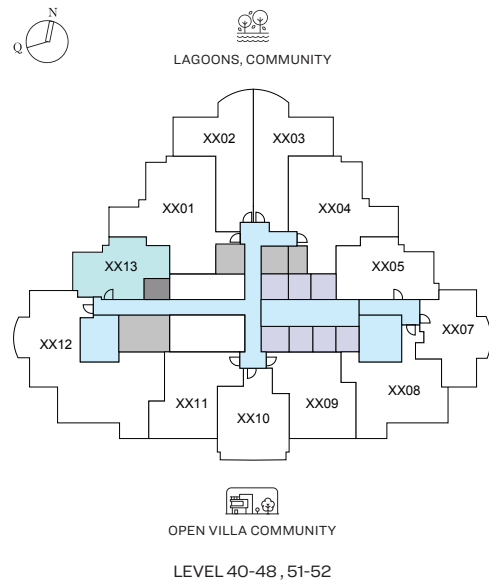 N
Q
LAGOONS, COMMUNITY
XX02 XX03
XX01 XX04
XX13 XX05
XX12 XX07
XX11 XX10 XX09 XX08
OPEN VILLA COMMUNITY
LEVEL 40-48 , 51-52